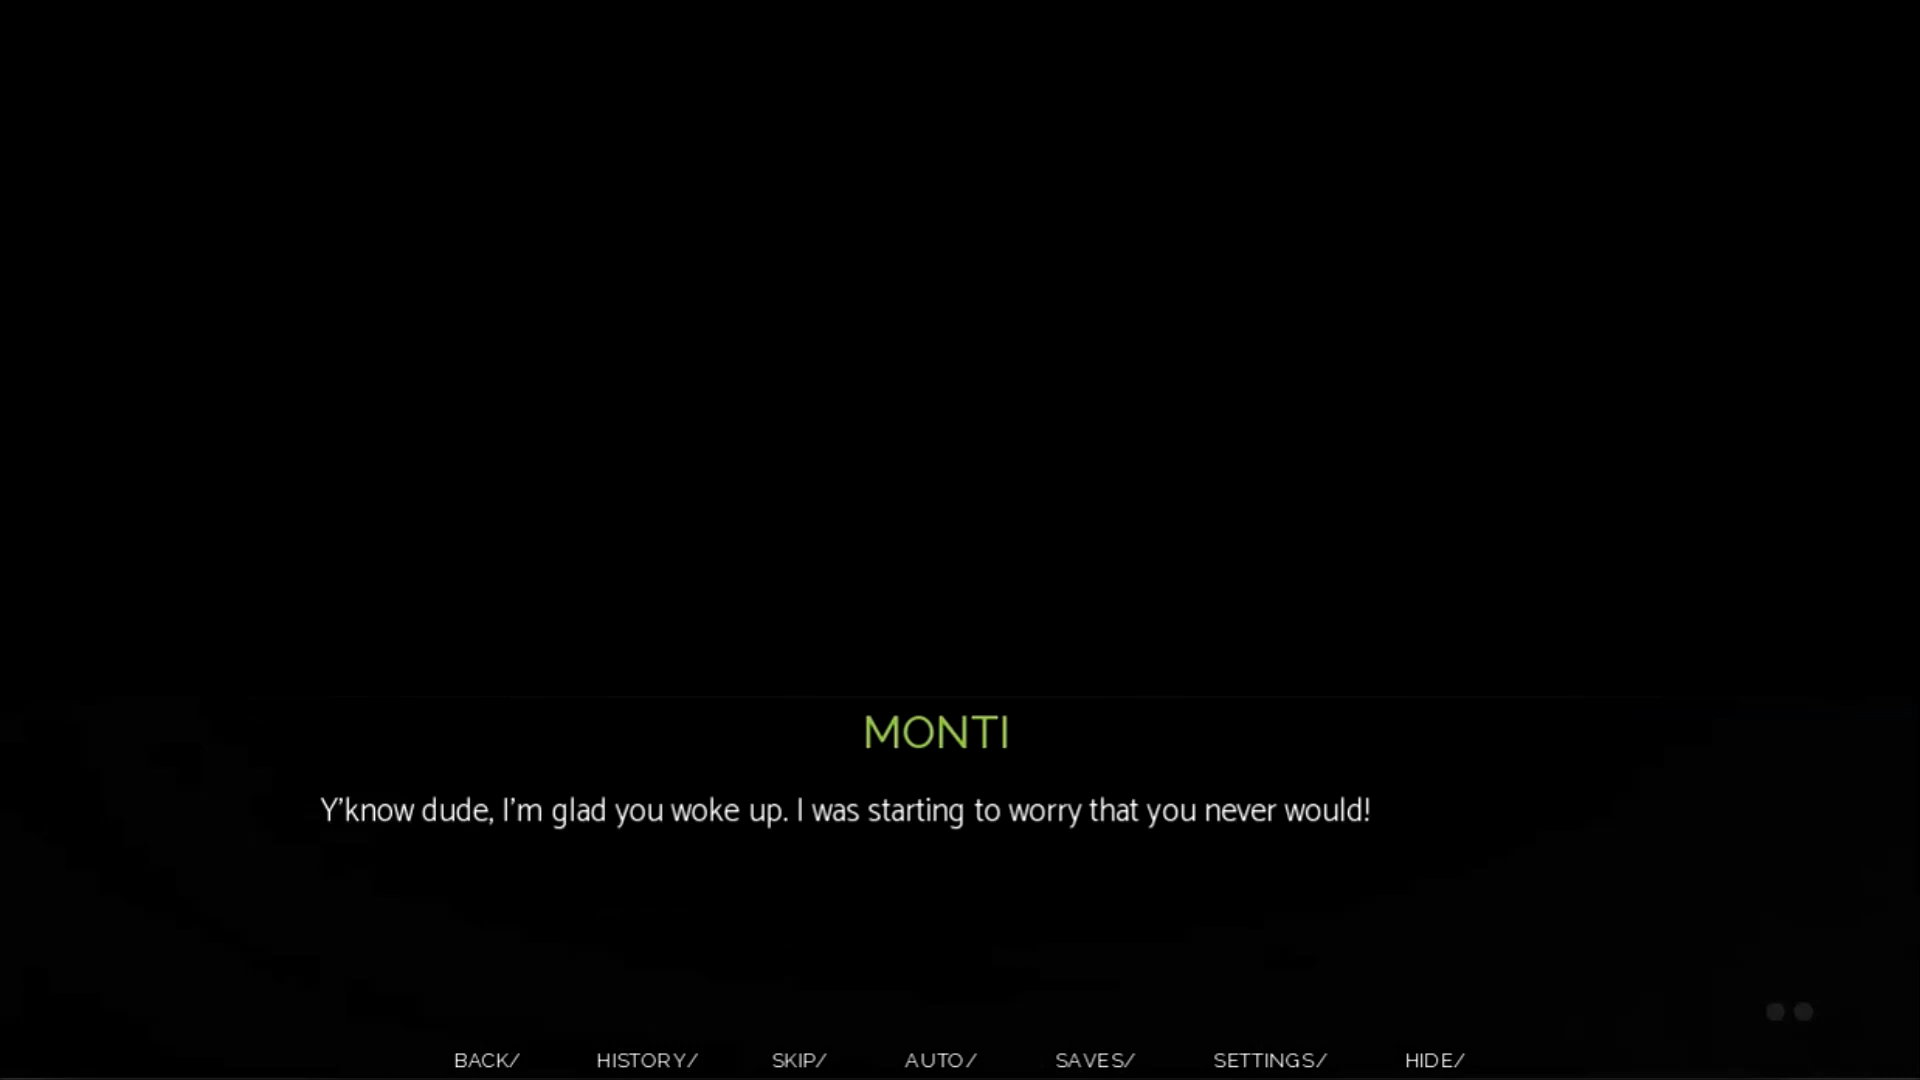 MONTI
Y’know dude, I’m glad you woke up. I was starting to worry that you never would!
BACK/ HISTORY/ SKIP/ AUTO/ SAVES/ SETTINGS/ HIDE/